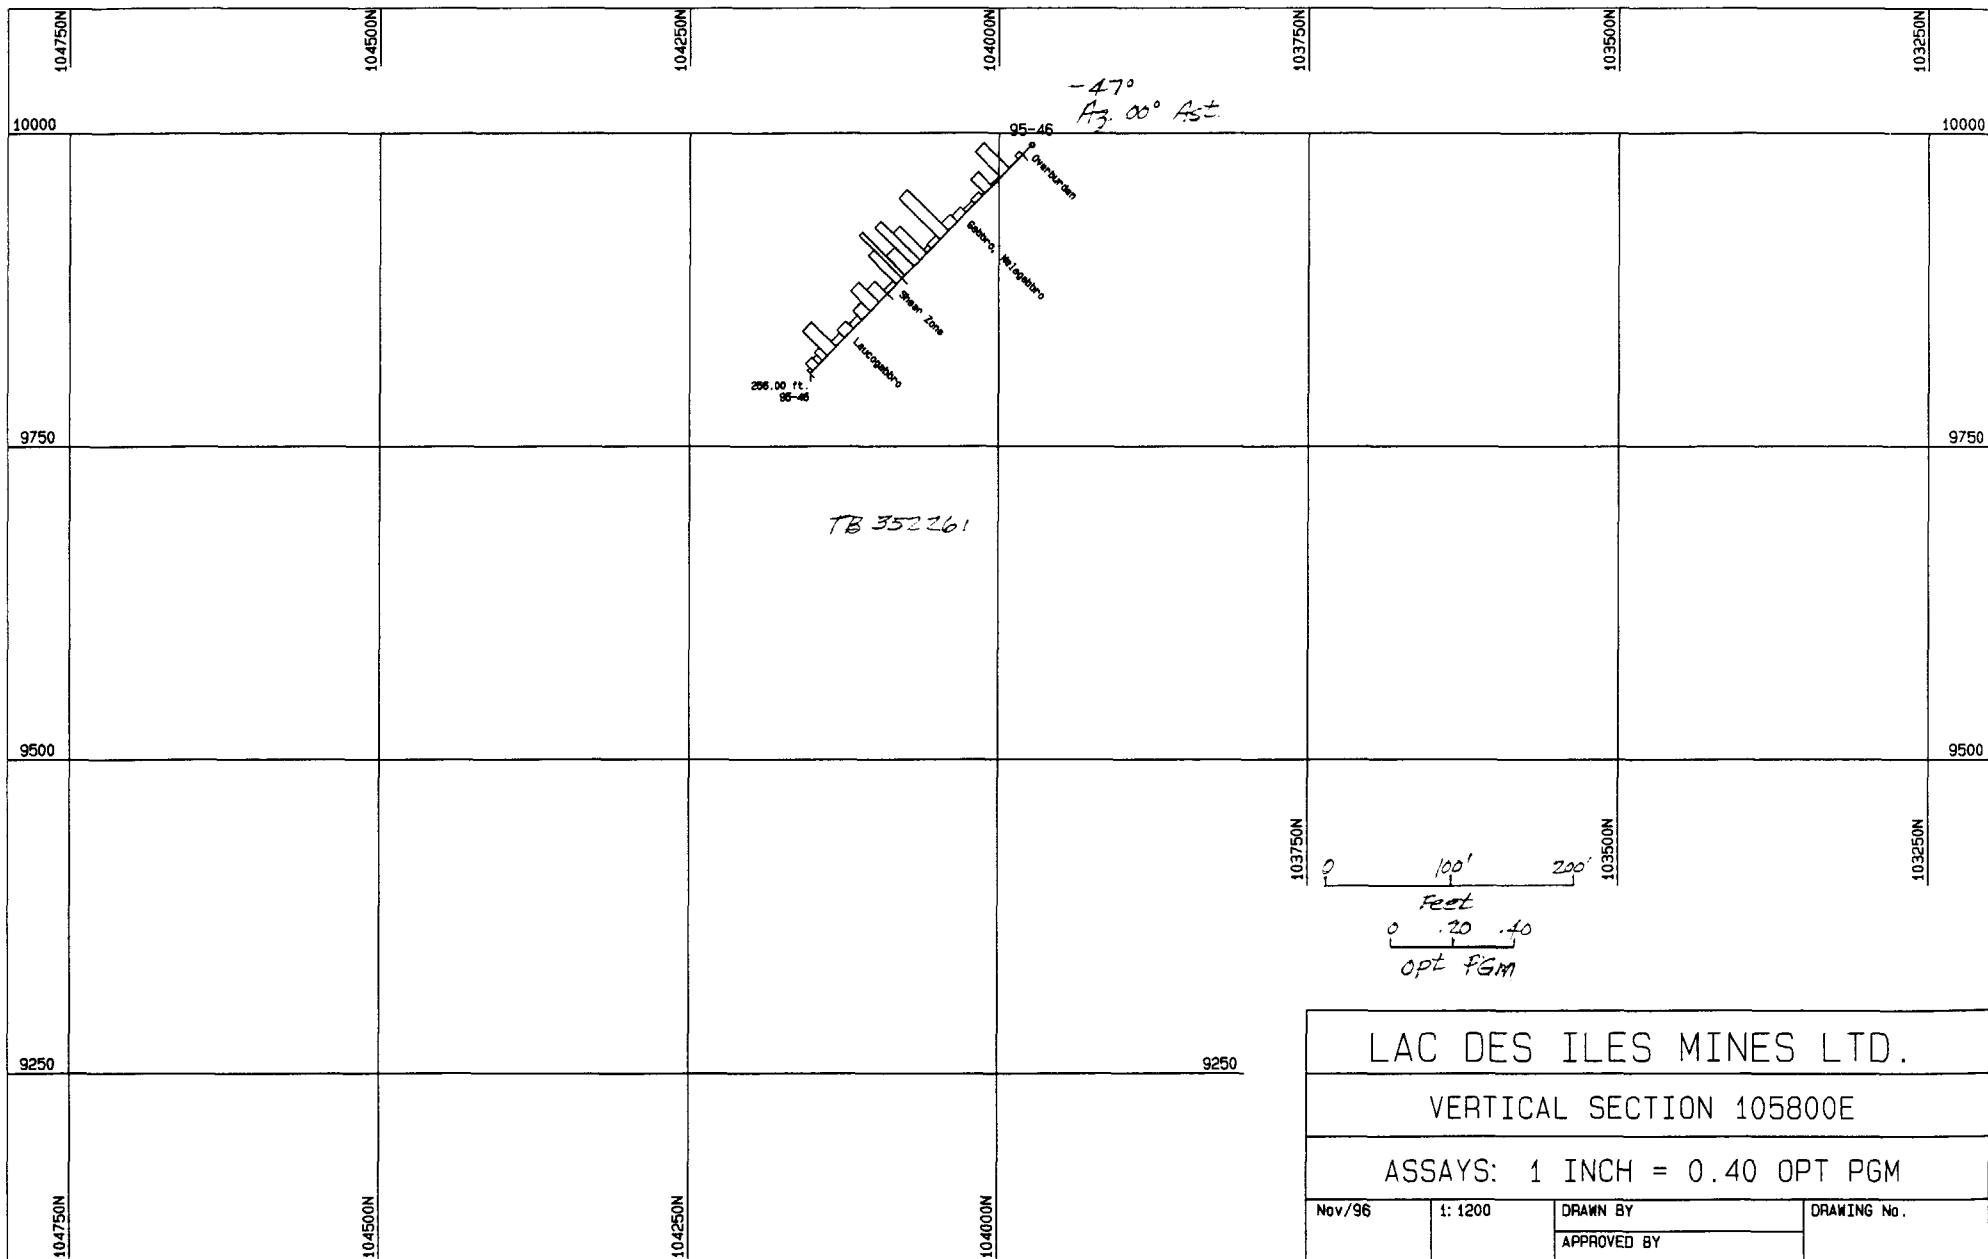 104750N
104500N
104250N
104000N
103750N
103500N
103250N
-47°
Az. 00° Ast.
10000
95-46
10000
Overburden
Gabbro, Melagabbro
Shear Zone
Leucogabbro
256.00 ft.
95-46
9750
9750
TB 352261
9500
9500
103750N
103500N
103250N
0 100' 200'
Feet
0 .20 .40
opt PGM
9250
9250
LAC DES ILES MINES LTD.
VERTICAL SECTION 105800E
ASSAYS: 1 INCH = 0.40 OPT PGM
Nov/96
1:1200
DRAWN BY
DRAWING No.
APPROVED BY
104750N
104500N
104250N
104000N